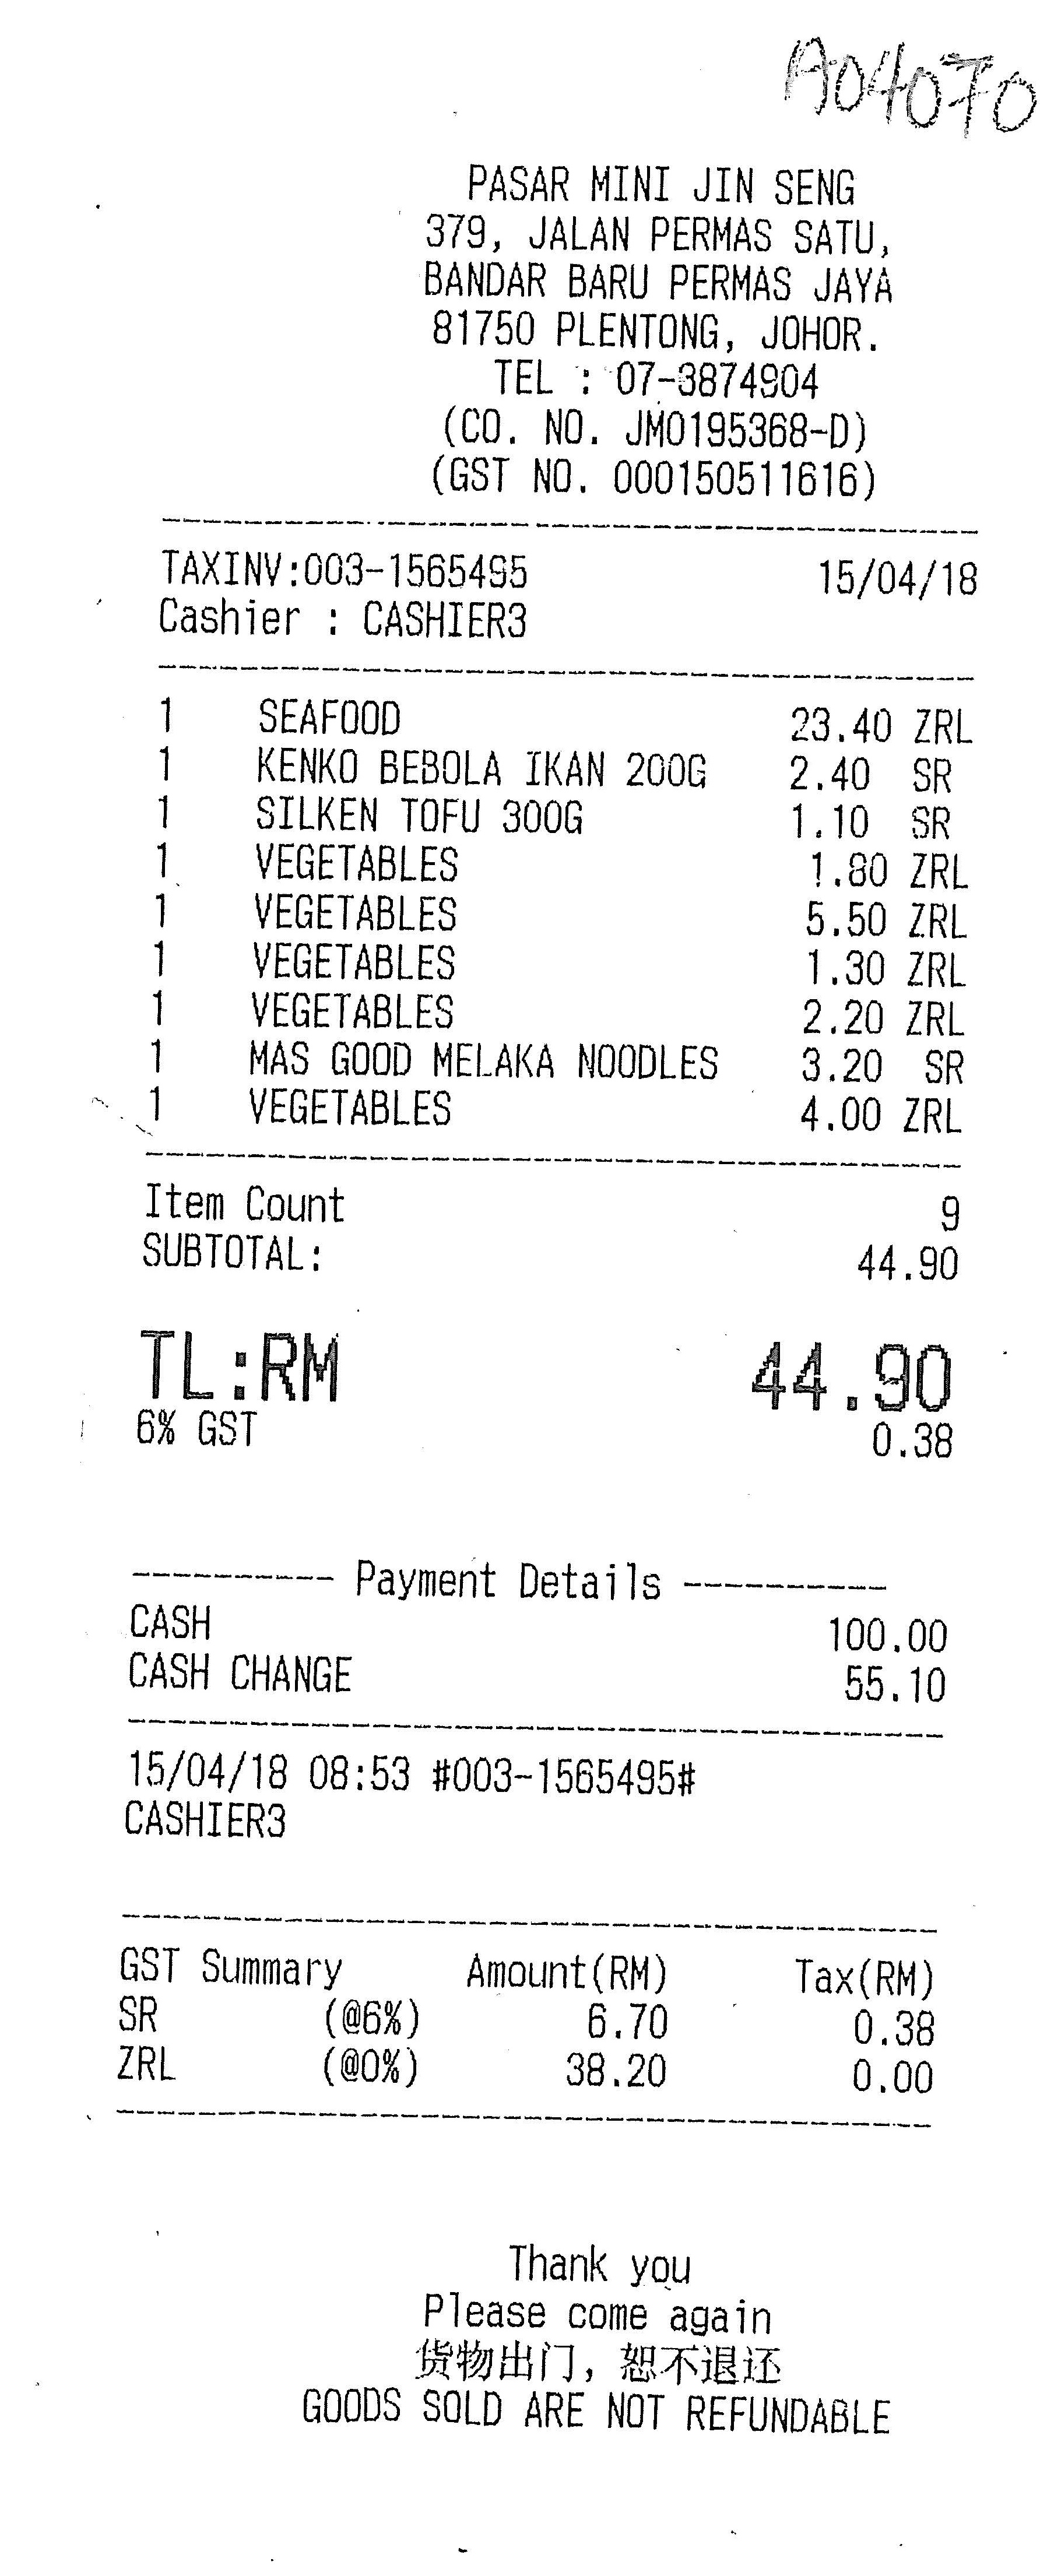 A04070
PASAR MINI JIN SENG
379, JALAN PERMAS SATU,
BANDAR BARU PERMAS JAYA
81750 PLENTONG, JOHOR.
TEL : 07-3874904
(CO. NO. JM0195368-D)
(GST NO. 000150511616)
TAXINV:003-1565495 15/04/18
Cashier : CASHIER3
1 SEAFOOD 23.40 ZRL
1 KENKO BEBOLA IKAN 200G 2.40 SR
1 SILKEN TOFU 300G 1.10 SR
1 VEGETABLES 1.80 ZRL
1 VEGETABLES 5.50 ZRL
1 VEGETABLES 1.30 ZRL
1 VEGETABLES 2.20 ZRL
1 MAS GOOD MELAKA NOODLES 3.20 SR
1 VEGETABLES 4.00 ZRL
Item Count 9
SUBTOTAL: 44.90
TL:RM 44.90
6% GST 0.38
---------- Payment Details ----------
CASH 100.00
CASH CHANGE 55.10
15/04/18 08:53 #003-1565495#
CASHIER3
GST Summary Amount(RM) Tax(RM)
SR (@6%) 6.70 0.38
ZRL (@0%) 38.20 0.00
Thank you
Please come again
货物出门, 恕不退还
GOODS SOLD ARE NOT REFUNDABLE